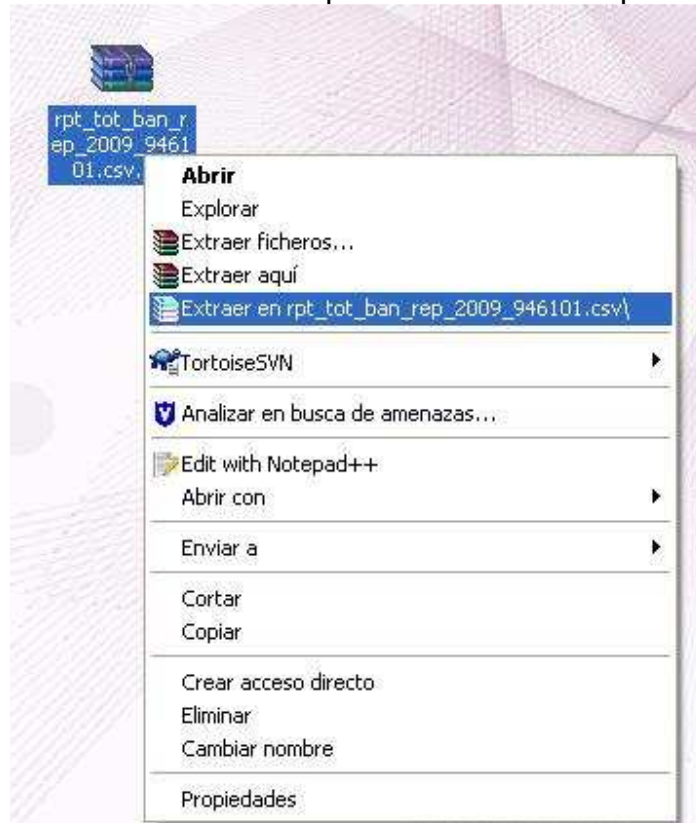 rpt_tot_ban_r
ep_2009_9461
01.csv.
Abrir
Explorar
Extraer ficheros...
Extraer aquí
Extraer en rpt_tot_ban_rep_2009_946101.csv\
TortoiseSVN
Analizar en busca de amenazas...
Edit with Notepad++
Abrir con
Enviar a
Cortar
Copiar
Crear acceso directo
Eliminar
Cambiar nombre
Propiedades